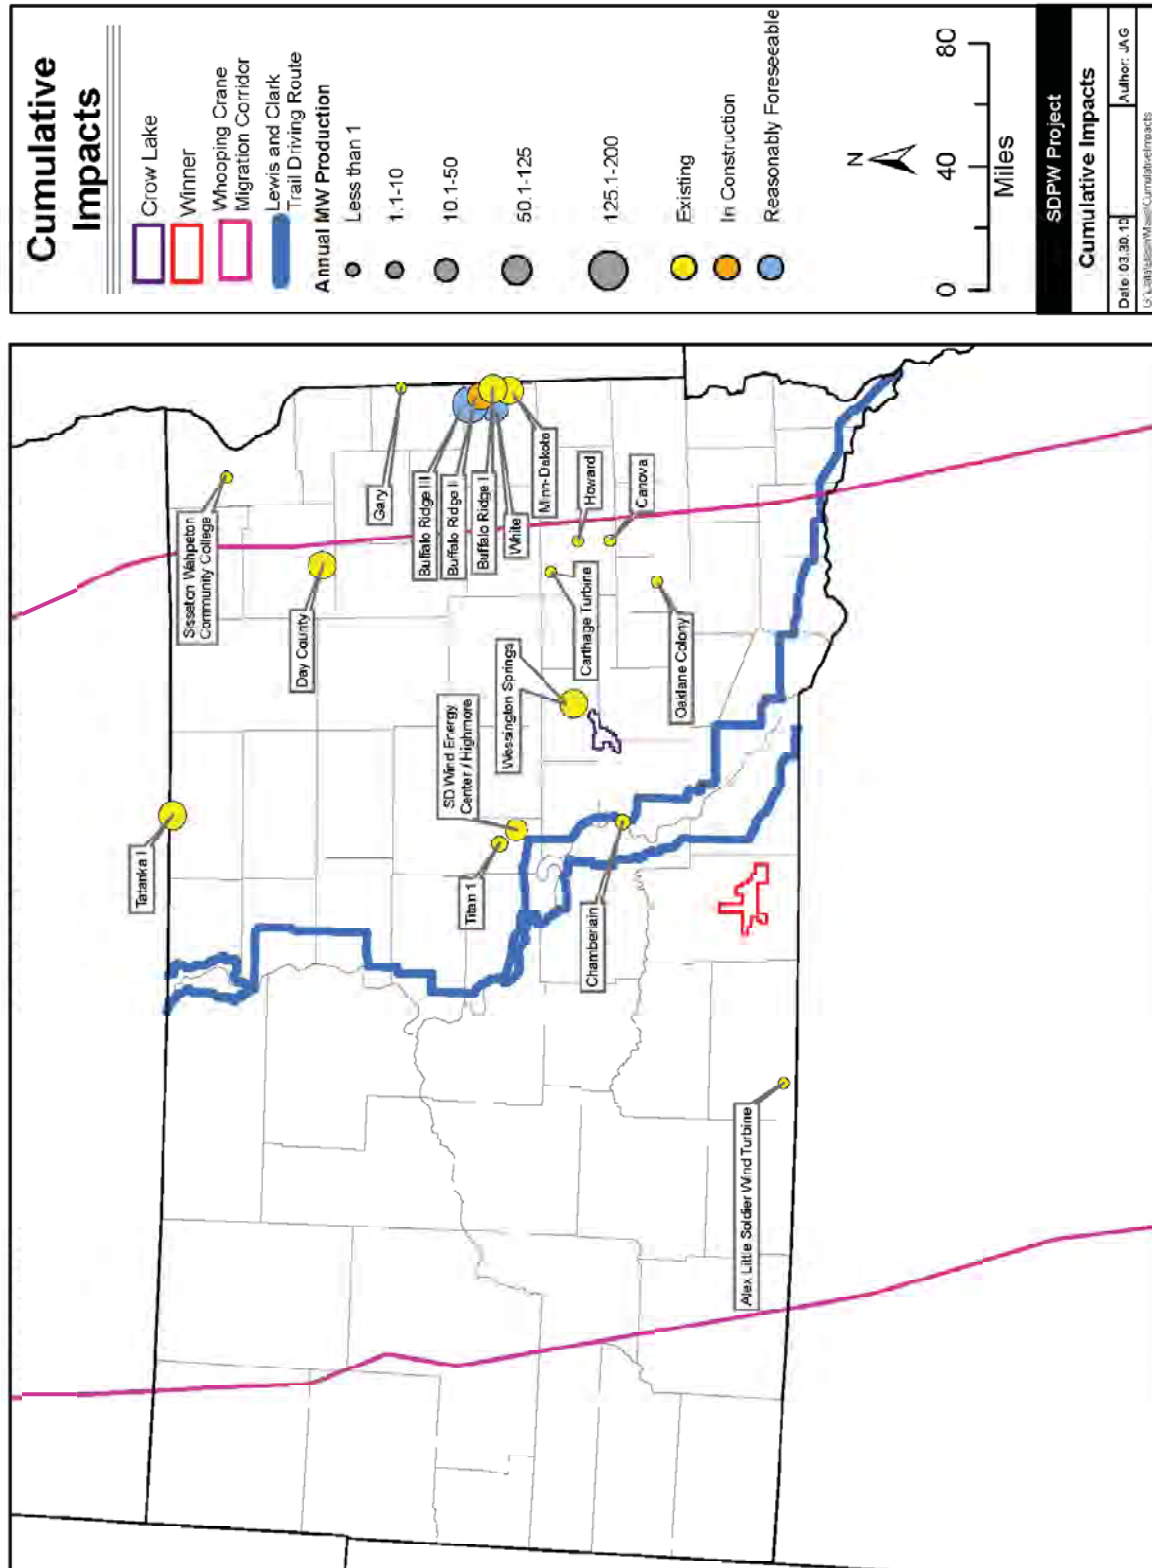 Cumulative
Impacts
Crow Lake
Winner
Whooping Crane
Migration Corridor
Lewis and Clark
Trail Driving Route
Annual MW Production
Less than 1
1.1-10
10.1-50
50.1-125
125.1-200
Existing
In Construction
Reasonably Foreseeable
N
0 40 80
Miles
SDPW Project
Cumulative Impacts
Date: 03.30.10
Author: JAG
Tatanka I
Sisseton Wahpeton
Community College
Day County
Gary
Buffalo Ridge III
Buffalo Ridge II
Buffalo Ridge I
White
Minn-Dakota
Howard
Canova
Carthage Turbine
Oaklane Colony
Wessington Springs
SD Wind Energy
Center / Highmore
Titan 1
Chamberlain
Alex Little Soldier Wind Turbine